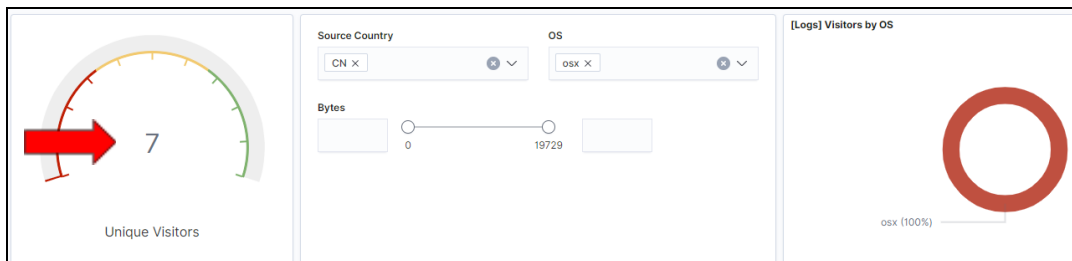 7
Unique Visitors
Source Country
CN ×
OS
osx ×
Bytes
0
19729
[Logs] Visitors by OS
osx (100%)